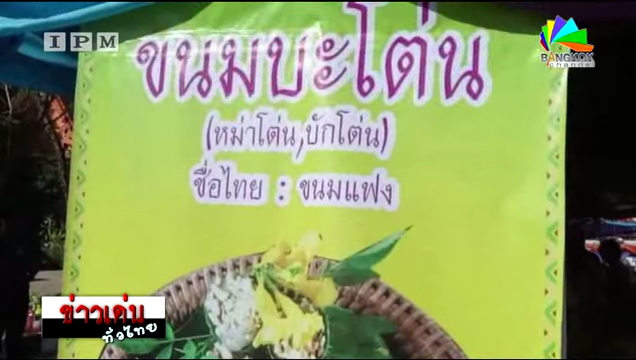 IPM
BANGKOK
channel
ขนมบะโต่น
(หม่าโต่น,บักโต่น)
ชื่อไทย : ขนมแฟง
ข่าวเด่น
ทั่วไทย